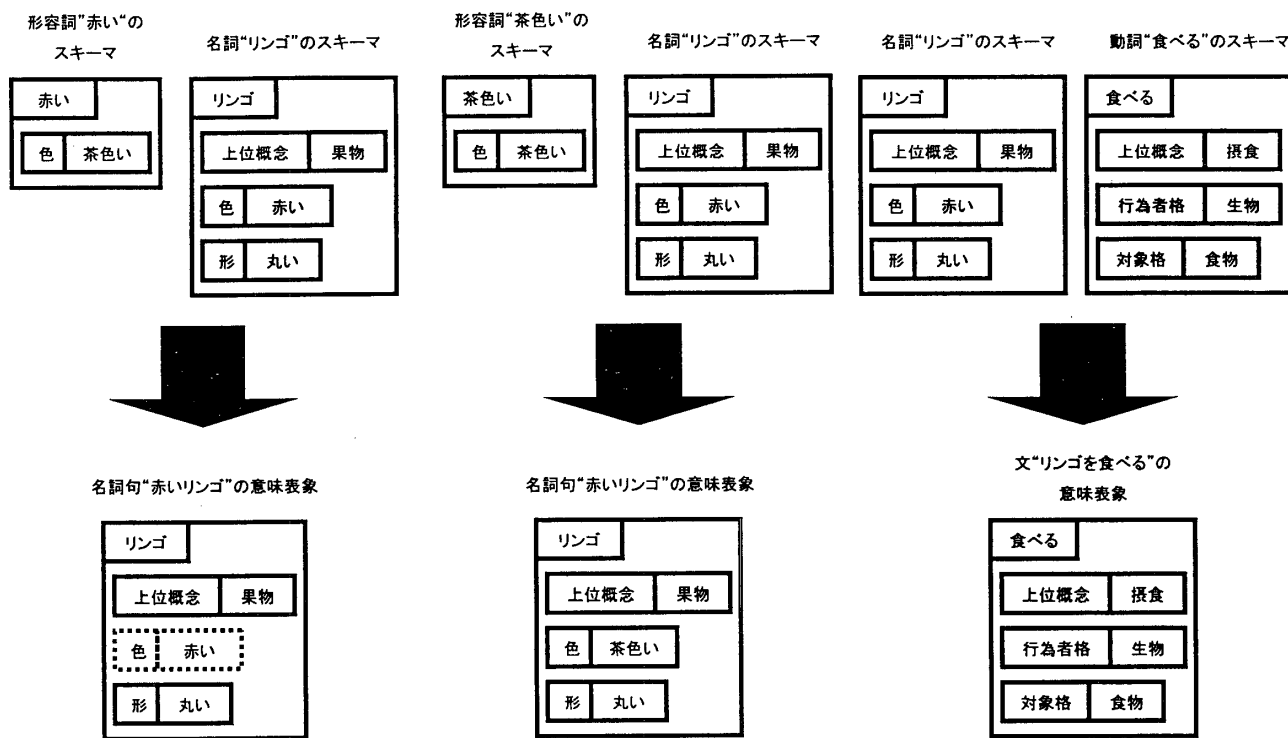 形容詞”赤い“の
スキーマ
名詞“リンゴ”のスキーマ
赤い
色 茶色い
リンゴ
上位概念 果物
色 赤い
形 丸い
形容詞“茶色い”の
スキーマ
名詞“リンゴ”のスキーマ
茶色い
色 茶色い
リンゴ
上位概念 果物
色 赤い
形 丸い
名詞“リンゴ”のスキーマ
動詞“食べる”のスキーマ
リンゴ
上位概念 果物
色 赤い
形 丸い
食べる
上位概念 摂食
行為者格 生物
対象格 食物
名詞句“赤いリンゴ”の意味表象
リンゴ
上位概念 果物
色 赤い
形 丸い
名詞句“赤いリンゴ”の意味表象
リンゴ
上位概念 果物
色 茶色い
形 丸い
文“リンゴを食べる”の
意味表象
食べる
上位概念 摂食
行為者格 生物
対象格 食物